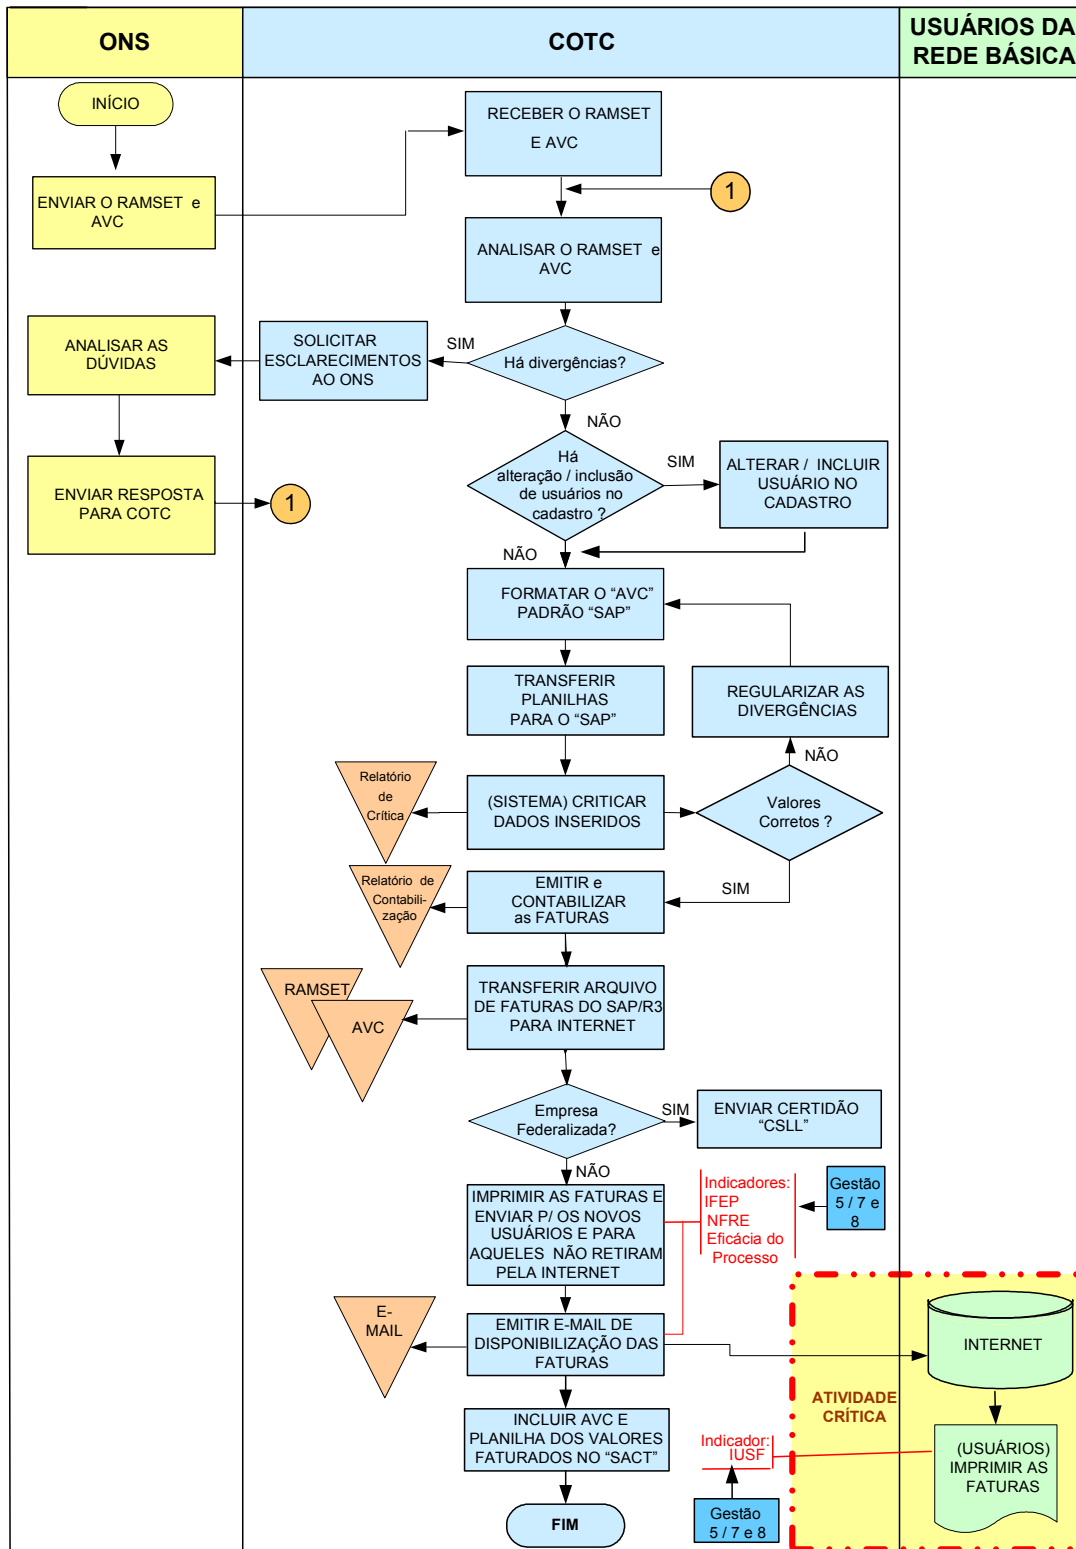 ONS
COTC
USUÁRIOS DA
REDE BÁSICA
INÍCIO
RECEBER O RAMSET
E AVC
ENVIAR O RAMSET e
AVC
1
ANALISAR O RAMSET e
AVC
ANALISAR AS
DÚVIDAS
SOLICITAR
ESCLARECIMENTOS
AO ONS
SIM
Há divergências?
NÃO
ENVIAR RESPOSTA
PARA COTC
1
Há
alteração / inclusão
de usuários no
cadastro ?
SIM
ALTERAR / INCLUIR
USUÁRIO NO
CADASTRO
NÃO
FORMATAR O “AVC”
PADRÃO “SAP”
TRANSFERIR
PLANILHAS
PARA O “SAP”
REGULARIZAR AS
DIVERGÊNCIAS
NÃO
Relatório
de
Crítica
(SISTEMA) CRITICAR
DADOS INSERIDOS
Valores
Corretos ?
SIM
Relatório de
Contabili-
zação
EMITIR e
CONTABILIZAR
as FATURAS
RAMSET
AVC
TRANSFERIR ARQUIVO
DE FATURAS DO SAP/R3
PARA INTERNET
Empresa
Federalizada?
SIM
ENVIAR CERTIDÃO
“CSLL”
NÃO
IMPRIMIR AS FATURAS E
ENVIAR P/ OS NOVOS
USUÁRIOS E PARA
AQUELES NÃO RETIRAM
PELA INTERNET
Indicadores:
IFEP
NFRE
Eficácia do
Processo
Gestão
5 / 7 e
8
E-
MAIL
EMITIR E-MAIL DE
DISPONIBILIZAÇÃO DAS
FATURAS
INTERNET
ATIVIDADE
CRÍTICA
INCLUIR AVC E
PLANILHA DOS VALORES
FATURADOS NO “SACT”
Indicador:
IUSF
(USUÁRIOS)
IMPRIMIR AS
FATURAS
FIM
Gestão
5 / 7 e 8